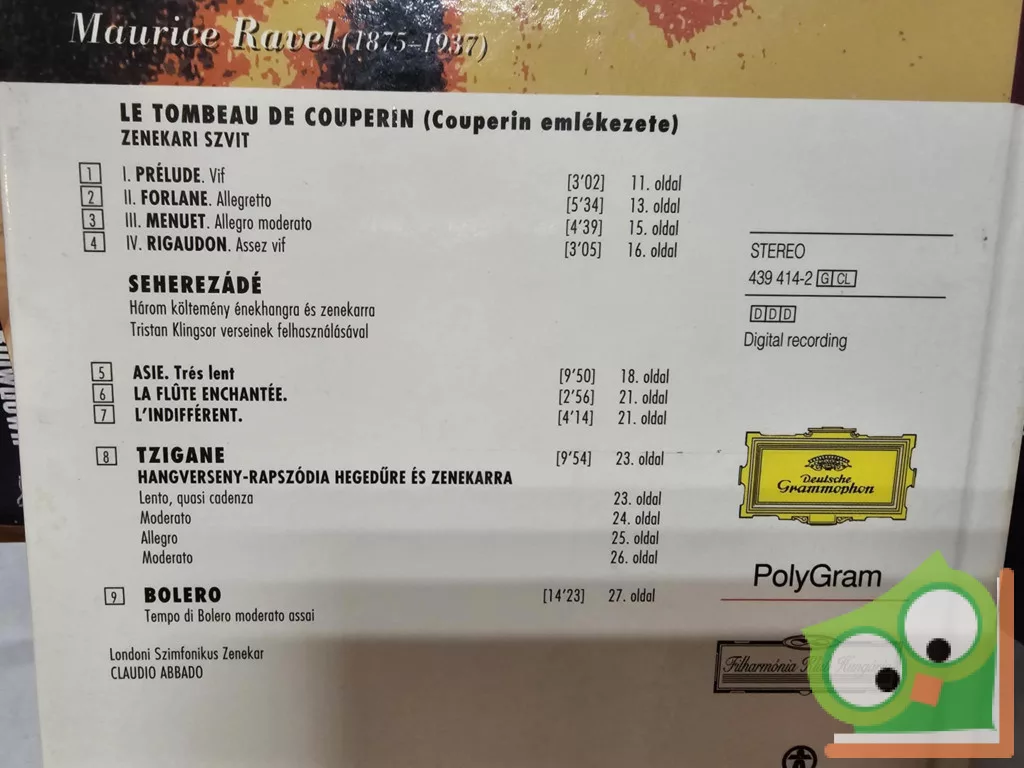 Maurice Ravel (1875–1937)
LE TOMBEAU DE COUPERIN (Couperin emlékezete)
ZENEKARI SZVIT
1 I. PRÉLUDE. Vif [3'02] 11. oldal
2 II. FORLANE. Allegretto [5'34] 13. oldal
3 III. MENUET. Allegro moderato [4'39] 15. oldal
4 IV. RIGAUDON. Assez vif [3'05] 16. oldal
SEHEREZÁDÉ
Három költemény énekhangra és zenekarra
Tristan Klingsor verseinek felhasználásával
5 ASIE. Trés lent [9'50] 18. oldal
6 LA FLÛTE ENCHANTÉE. [2'56] 21. oldal
7 L'INDIFFÉRENT. [4'14] 21. oldal
8 TZIGANE [9'54] 23. oldal
HANGVERSENY-RAPSZÓDIA HEGEDŰRE ÉS ZENEKARRA
Lento, quasi cadenza 23. oldal
Moderato 24. oldal
Allegro 25. oldal
Moderato 26. oldal
9 BOLERO [14'23] 27. oldal
Tempo di Bolero moderato assai
Londoni Szimfonikus Zenekar
CLAUDIO ABBADO
STEREO
439 414-2 G CL
DDD
Digital recording
Deutsche
Grammophon
PolyGram
Filharmónia Klub